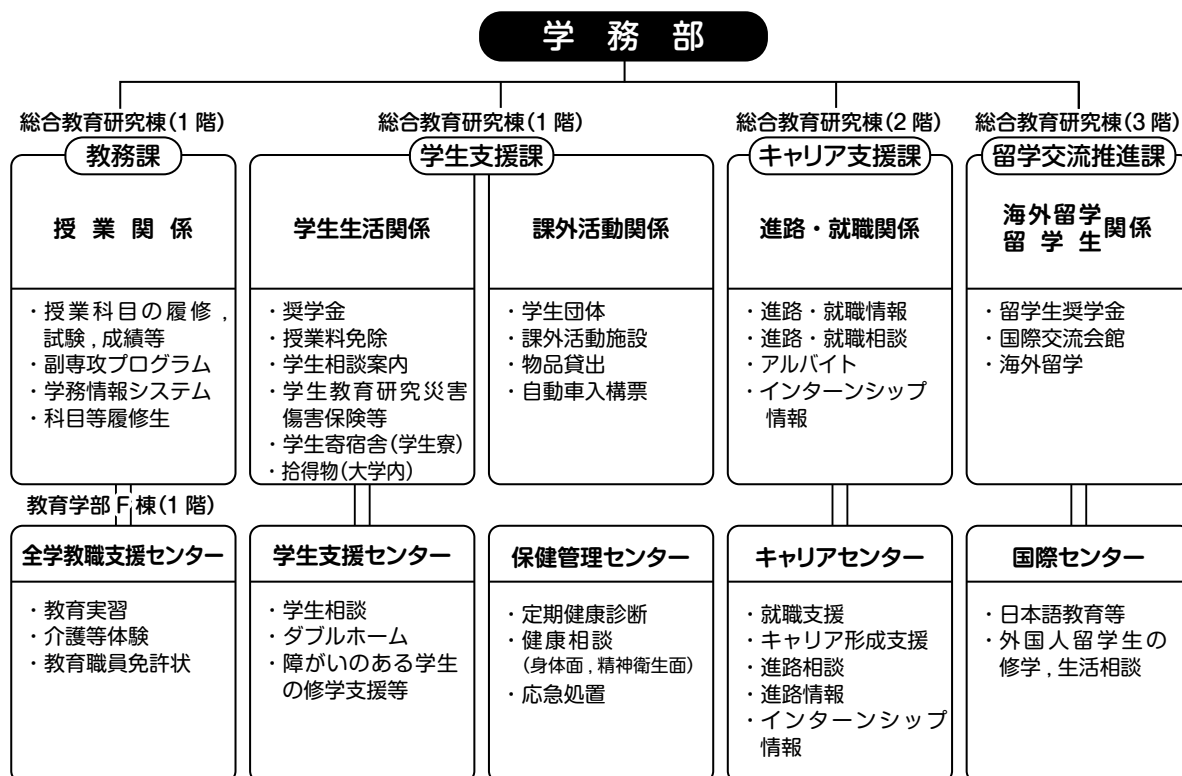 学務部
総合教育研究棟(1階)
教務課
授業関係
・授業科目の履修,
試験,成績等
・副専攻プログラム
・学務情報システム
・科目等履修生
総合教育研究棟(1階)
学生支援課
学生生活関係
・奨学金
・授業料免除
・学生相談案内
・学生教育研究災害
傷害保険等
・学生寄宿舎(学生寮)
・拾得物(大学内)
課外活動関係
・学生団体
・課外活動施設
・物品貸出
・自動車入構票
総合教育研究棟(2階)
キャリア支援課
進路・就職関係
・進路・就職情報
・進路・就職相談
・アルバイト
・インターンシップ
情報
総合教育研究棟(3階)
留学交流推進課
海外留学
留学生関係
・留学生奨学金
・国際交流会館
・海外留学
教育学部F棟(1階)
全学教職支援センター
・教育実習
・介護等体験
・教育職員免許状
学生支援センター
・学生相談
・ダブルホーム
・障がいのある学生
の修学支援等
保健管理センター
・定期健康診断
・健康相談
(身体面,精神衛生面)
・応急処置
キャリアセンター
・就職支援
・キャリア形成支援
・進路相談
・進路情報
・インターンシップ
情報
国際センター
・日本語教育等
・外国人留学生の
修学,生活相談